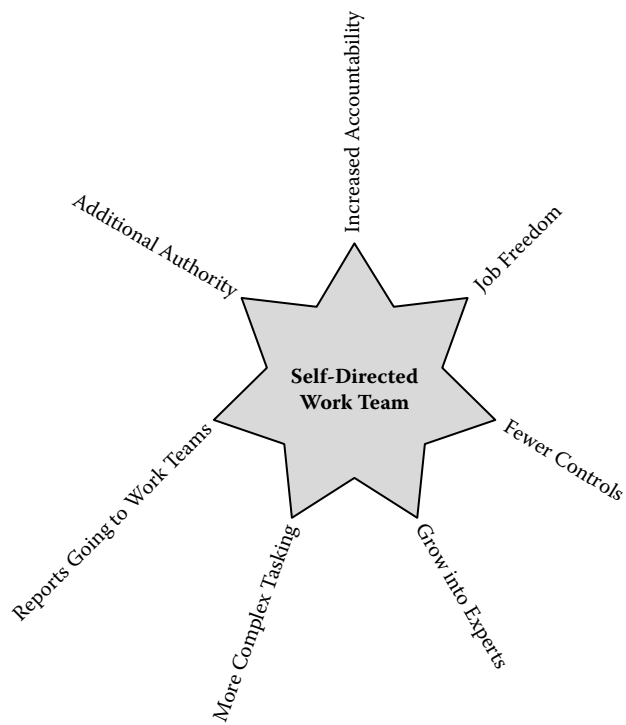 Increased Accountability
Job Freedom
Additional Authority
Self-Directed
Work Team
Fewer Controls
Reports Going to Work Teams
More Complex Tasking
Grow into Experts